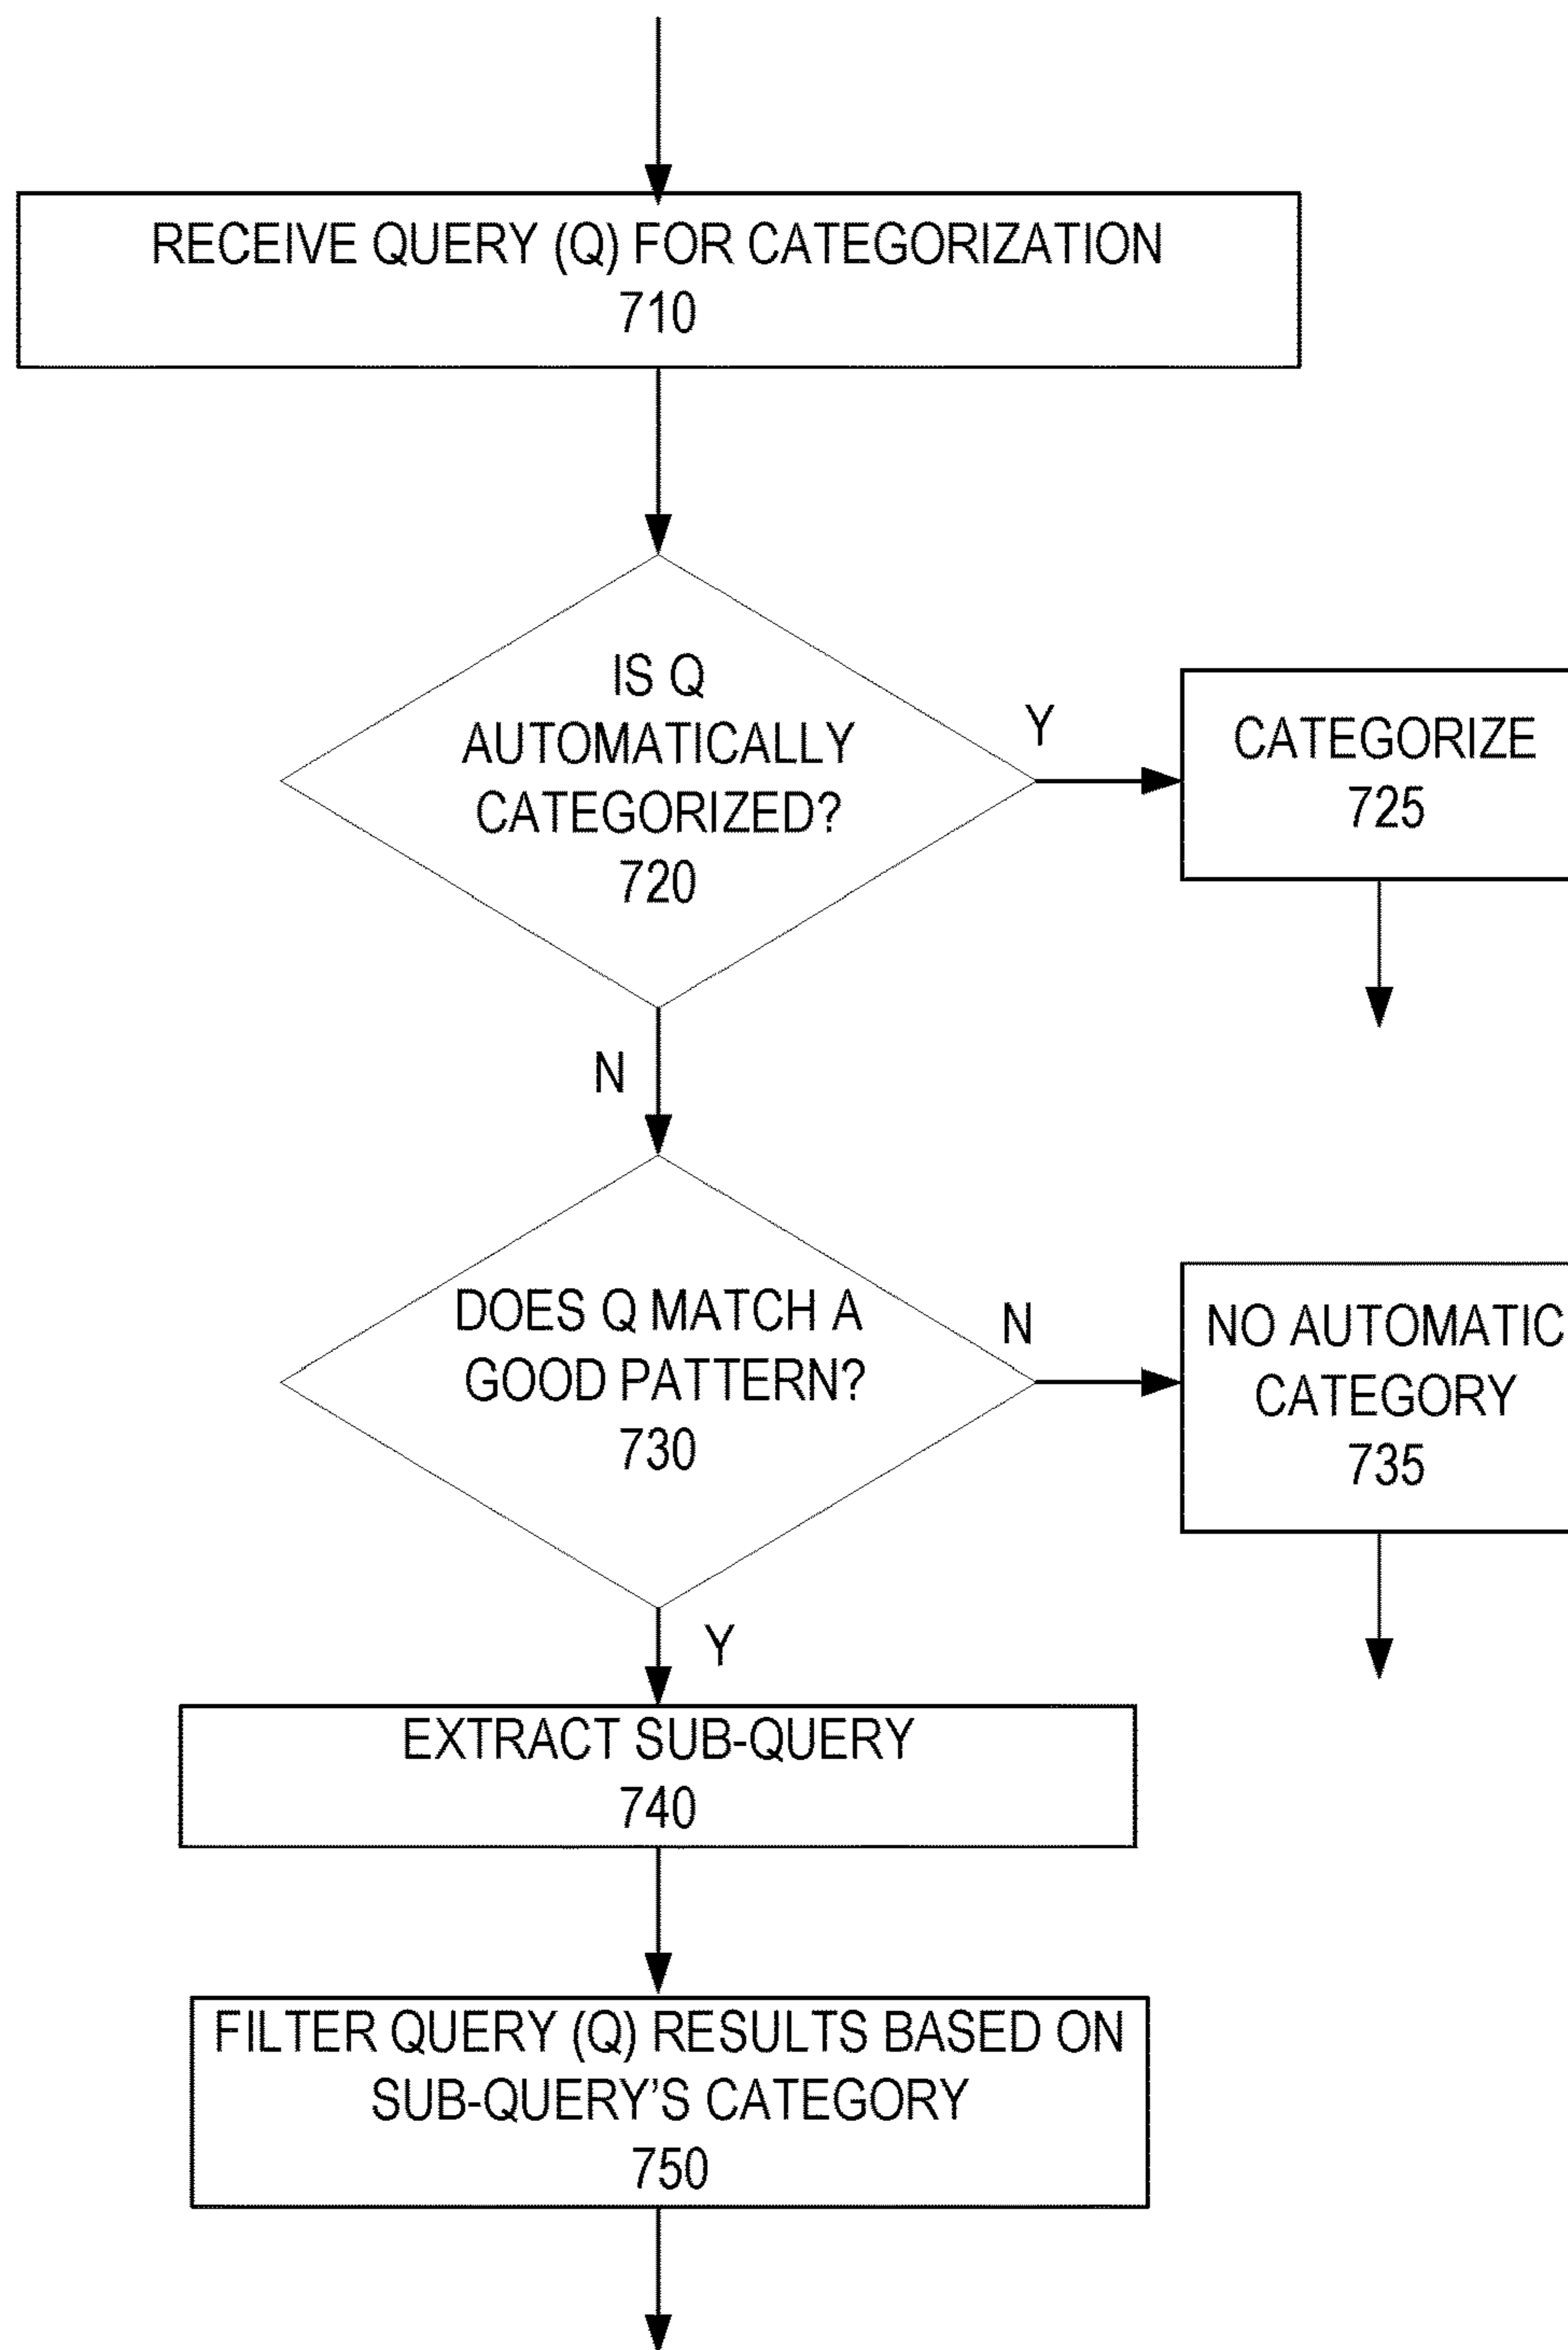 RECEIVE QUERY (Q) FOR CATEGORIZATION
710
IS Q
AUTOMATICALLY
CATEGORIZED?
720
Y
CATEGORIZE
725
N
DOES Q MATCH A
GOOD PATTERN?
730
N
NO AUTOMATIC
CATEGORY
735
Y
EXTRACT SUB-QUERY
740
FILTER QUERY (Q) RESULTS BASED ON
SUB-QUERY'S CATEGORY
750